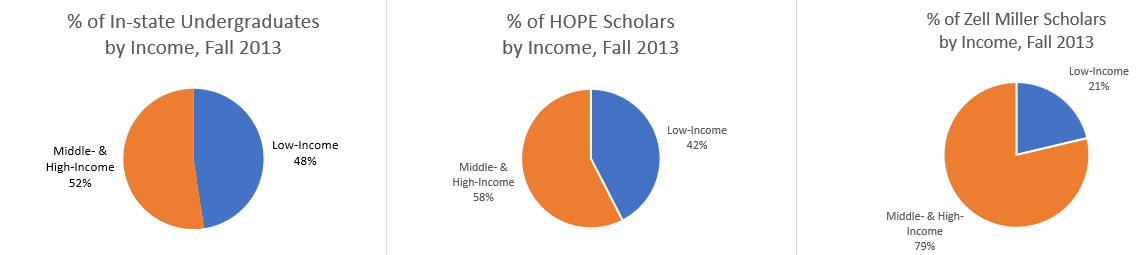 % of In-state Undergraduates
by Income, Fall 2013
Middle- &
High-Income
52%
Low-Income
48%
% of HOPE Scholars
by Income, Fall 2013
Low-Income
42%
Middle- &
High-Income
58%
% of Zell Miller Scholars
by Income, Fall 2013
Low-Income
21%
Middle- & High-
Income
79%